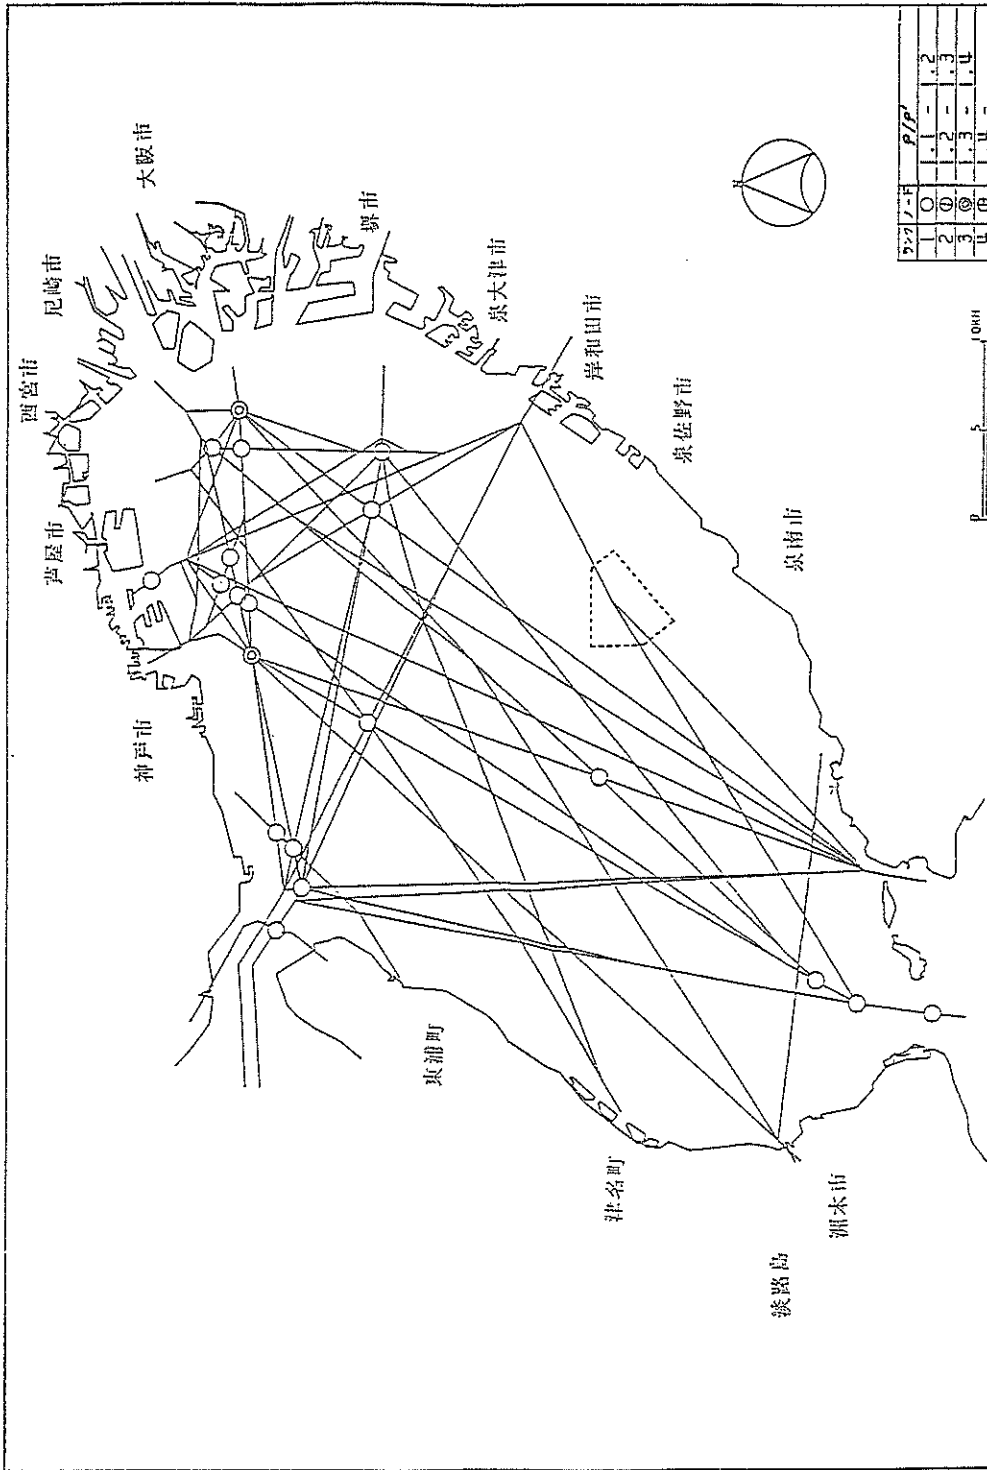 大阪市
尼崎市
西宮市
芦屋市
神戸市
堺市
泉大津市
岸和田市
泉佐野市
泉南市
東浦町
津名町
洲本市
淡路島
N
0 5 10KM
ランク ノード ρ/ρ'
1 ○ 1.1 - 1.2
2 ① 1.2 - 1.3
3 ◎ 1.3 - 1.4
4 ⊕ 1.4 -